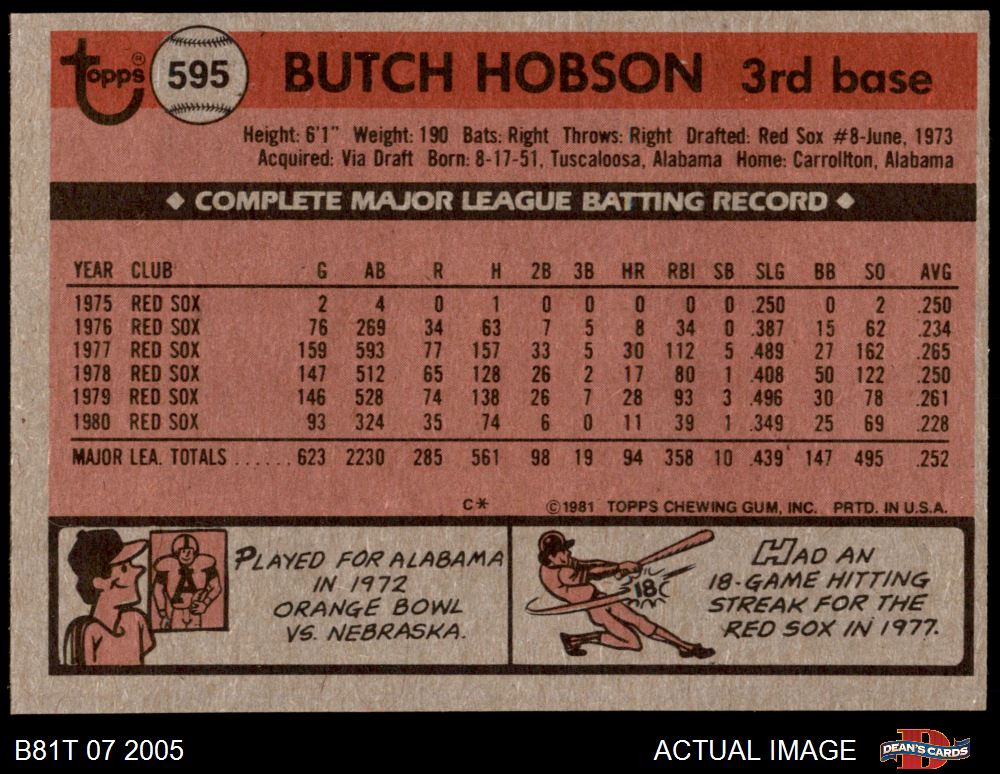 Topps®
595
BUTCH HOBSON 3rd base
Height: 6'1" Weight: 190 Bats: Right Throws: Right Drafted: Red Sox #8-June, 1973
Acquired: Via Draft Born: 8-17-51, Tuscaloosa, Alabama Home: Carrollton, Alabama
◆ COMPLETE MAJOR LEAGUE BATTING RECORD ◆
YEAR CLUB G AB R H 2B 3B HR RBI SB SLG BB SO AVG
1975 RED SOX 2 4 0 1 0 0 0 0 0 .250 0 2 .250
1976 RED SOX 76 269 34 63 7 5 8 34 0 .387 15 62 .234
1977 RED SOX 159 593 77 157 33 5 30 112 5 .489 27 162 .265
1978 RED SOX 147 512 65 128 26 2 17 80 1 .408 50 122 .250
1979 RED SOX 146 528 74 138 26 7 28 93 3 .496 30 78 .261
1980 RED SOX 93 324 35 74 6 0 11 39 1 .349 25 69 .228
MAJOR LEA. TOTALS ...... 623 2230 285 561 98 19 94 358 10 .439 147 495 .252
C* ©1981 TOPPS CHEWING GUM, INC. PRTD. IN U.S.A.
A
PLAYED FOR ALABAMA
IN 1972
ORANGE BOWL
VS. NEBRASKA.
18
HAD AN
18-GAME HITTING
STREAK FOR THE
RED SOX IN 1977.
B81T 07 2005
ACTUAL IMAGE
DEAN'S CARDS